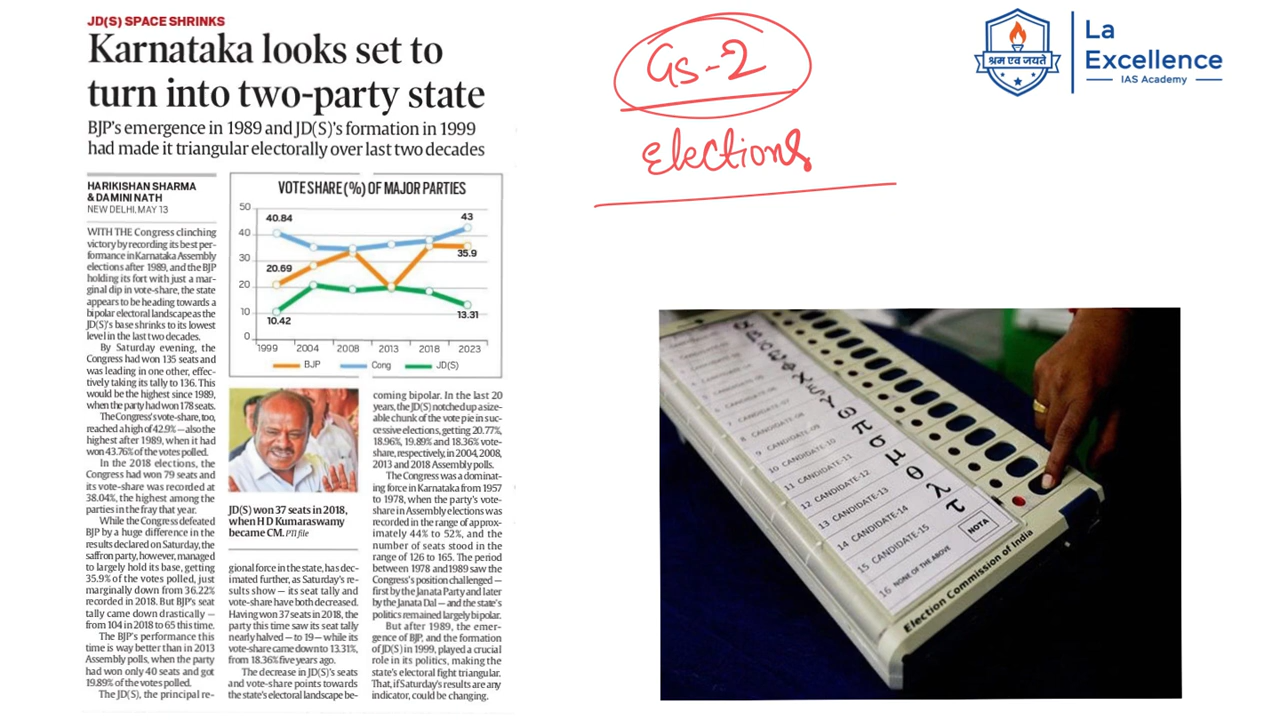 JD(S) SPACE SHRINKS
Karnataka looks set to
turn into two-party state
BJP's emergence in 1989 and JD(S)'s formation in 1999
had made it triangular electorally over last two decades
HARIKISHAN SHARMA
& DAMINI NATH
NEW DELHI, MAY 13
WITH THE Congress clinching
victory by recording its best per-
formance in Karnataka Assembly
elections after 1989, and the BJP
holding its fort with just a mar-
ginal dip in vote-share, the state
appears to be heading towards a
bipolar electoral landscape as the
JD(S)'s base shrinks to its lowest
level in the last two decades.
By Saturday evening, the
Congress had won 135 seats and
was leading in one other, effec-
tively taking its tally to 136. This
would be the highest since 1989,
when the party had won 178 seats.
The Congress's vote-share, too,
reached a high of 42.9% — also the
highest after 1989, when it had
won 43.76% of the votes polled.
In the 2018 elections, the
Congress had won 79 seats and
its vote-share was recorded at
38.04%, the highest among the
parties in the fray that year.
While the Congress defeated
BJP by a huge difference in the
results declared on Saturday, the
saffron party, however, managed
to largely hold its base, getting
35.9% of the votes polled, just
marginally down from 36.22%
recorded in 2018. But BJP's seat
tally came down drastically —
from 104 in 2018 to 65 this time.
The BJP's performance this
time is way better than in 2013
Assembly polls, when the party
had won only 40 seats and got
19.89% of the votes polled.
The JD(S), the principal re-
VOTE SHARE (%) OF MAJOR PARTIES
50
40
30
20
10
0
40.84
20.69
10.42
43
35.9
13.31
1999 2004 2008 2013 2018 2023
BJP Cong JD(S)
JD(S) won 37 seats in 2018,
when H D Kumaraswamy
became CM. PTI file
gional force in the state, has dec-
imated further, as Saturday's re-
sults show — its seat tally and
vote-share have both decreased.
Having won 37 seats in 2018, the
party this time saw its seat tally
nearly halved — to 19 — while its
vote-share came down to 13.31%,
from 18.36% five years ago.
The decrease in JD(S)'s seats
and vote-share points towards
the state's electoral landscape be-
coming bipolar. In the last 20
years, the JD(S) notched up a size-
able chunk of the vote pie in suc-
cessive elections, getting 20.77%,
18.96%, 19.89% and 18.36% vote-
share, respectively, in 2004, 2008,
2013 and 2018 Assembly polls.
The Congress was a dominat-
ing force in Karnataka from 1957
to 1978, when the party's vote-
share in Assembly elections was
recorded in the range of approx-
imately 44% to 52%, and the
number of seats stood in the
range of 126 to 165. The period
between 1978 and 1989 saw the
Congress's position challenged —
first by the Janata Party and later
by the Janata Dal — and the state's
politics remained largely bipolar.
But after 1989, the emer-
gence of BJP, and the formation
of JD(S) in 1999, played a crucial
role in its politics, making the
state's electoral fight triangular.
That, if Saturday's results are any
indicator, could be changing.
GS-2
Elections
श्रम एव जयते
La
Excellence
IAS Academy
8 CANDIDATE-08
9 CANDIDATE-09
10 CANDIDATE-10
11 CANDIDATE-11
12 CANDIDATE-12
13 CANDIDATE-13
14 CANDIDATE-14
15 CANDIDATE-15
16 NONE OF THE ABOVE
NOTA
ω
π
σ
μ
θ
λ
τ
Election Commission of India